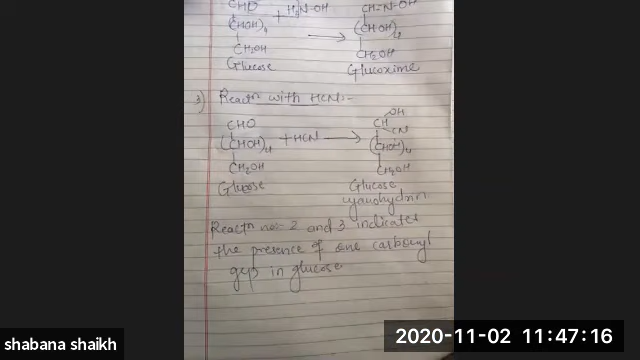 CHO CH=N-OH
(CHOH)4 + H2N-OH (CHOH)4
CH2OH CH2OH
Glucose Glucoxime
3) Reactn with HCN:-
OH
CHO CH
CN
(CHOH)4 + HCN (CHOH)4
CH2OH CH2OH
Glucose Glucose
cyanohydrin
Reactn no:- 2 and 3 indicates
the presence of one carbonyl
grp in glucose
shabana shaikh
2020-11-02 11:47:16